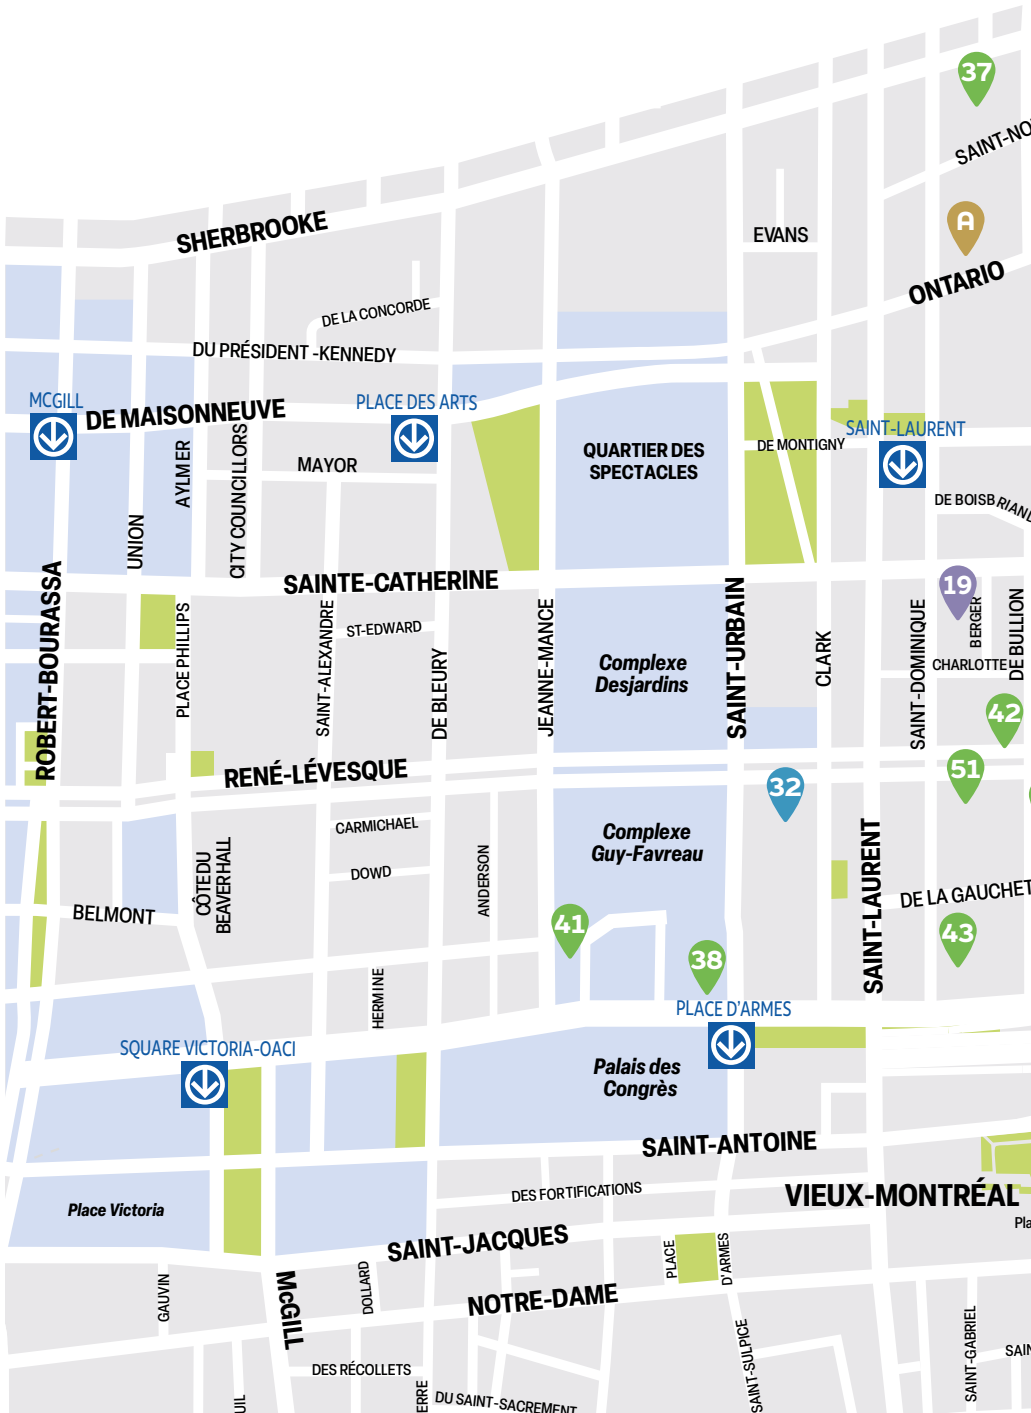 37
SAINT-NO
A
SHERBROOKE
EVANS
ONTARIO
DE LA CONCORDE
DU PRÉSIDENT-KENNEDY
MCGILL
DE MAISONNEUVE
PLACE DES ARTS
SAINT-LAURENT
QUARTIER DES
SPECTACLES
DE MONTIGNY
AYLMER
CITY COUNCILLORS
MAYOR
DE BOISBRIAND
UNION
SAINTE-CATHERINE
19
ROBERT-BOURASSA
PLACE PHILLIPS
SAINT-ALEXANDRE
ST-EDWARD
DE BLEURY
JEANNE-MANCE
Complexe
Desjardins
SAINT-URBAIN
CLARK
SAINT-DOMINIQUE
BERGER
CHARLOTTE
DE BULLION
42
RENÉ-LÉVESQUE
32
51
CARMICHAEL
Complexe
Guy-Favreau
DOWD
CÔTE DU
BEAVERHALL
ANDERSON
SAINT-LAURENT
BELMONT
DE LA GAUCHET
41
43
38
HERMINE
PLACE D'ARMES
SQUARE VICTORIA-OACI
Palais des
Congrès
SAINT-ANTOINE
DES FORTIFICATIONS
VIEUX-MONTRÉAL
Place Victoria
Pla
SAINT-JACQUES
PLACE
D'ARMES
GAUVIN
McGILL
DOLLARD
NOTRE-DAME
SAINT-SULPICE
SAINT-GABRIEL
SAIN
DES RÉCOLLETS
UIL
ERRE
DU SAINT-SACREMENT